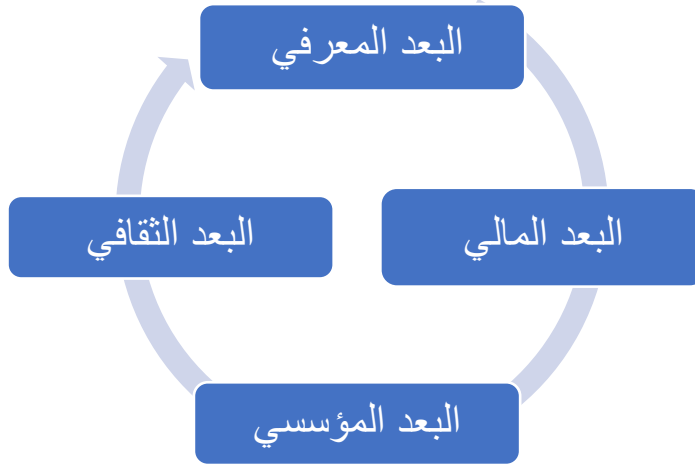 البعد المعرفي
البعد المالي
البعد الثقافي
البعد المؤسسي